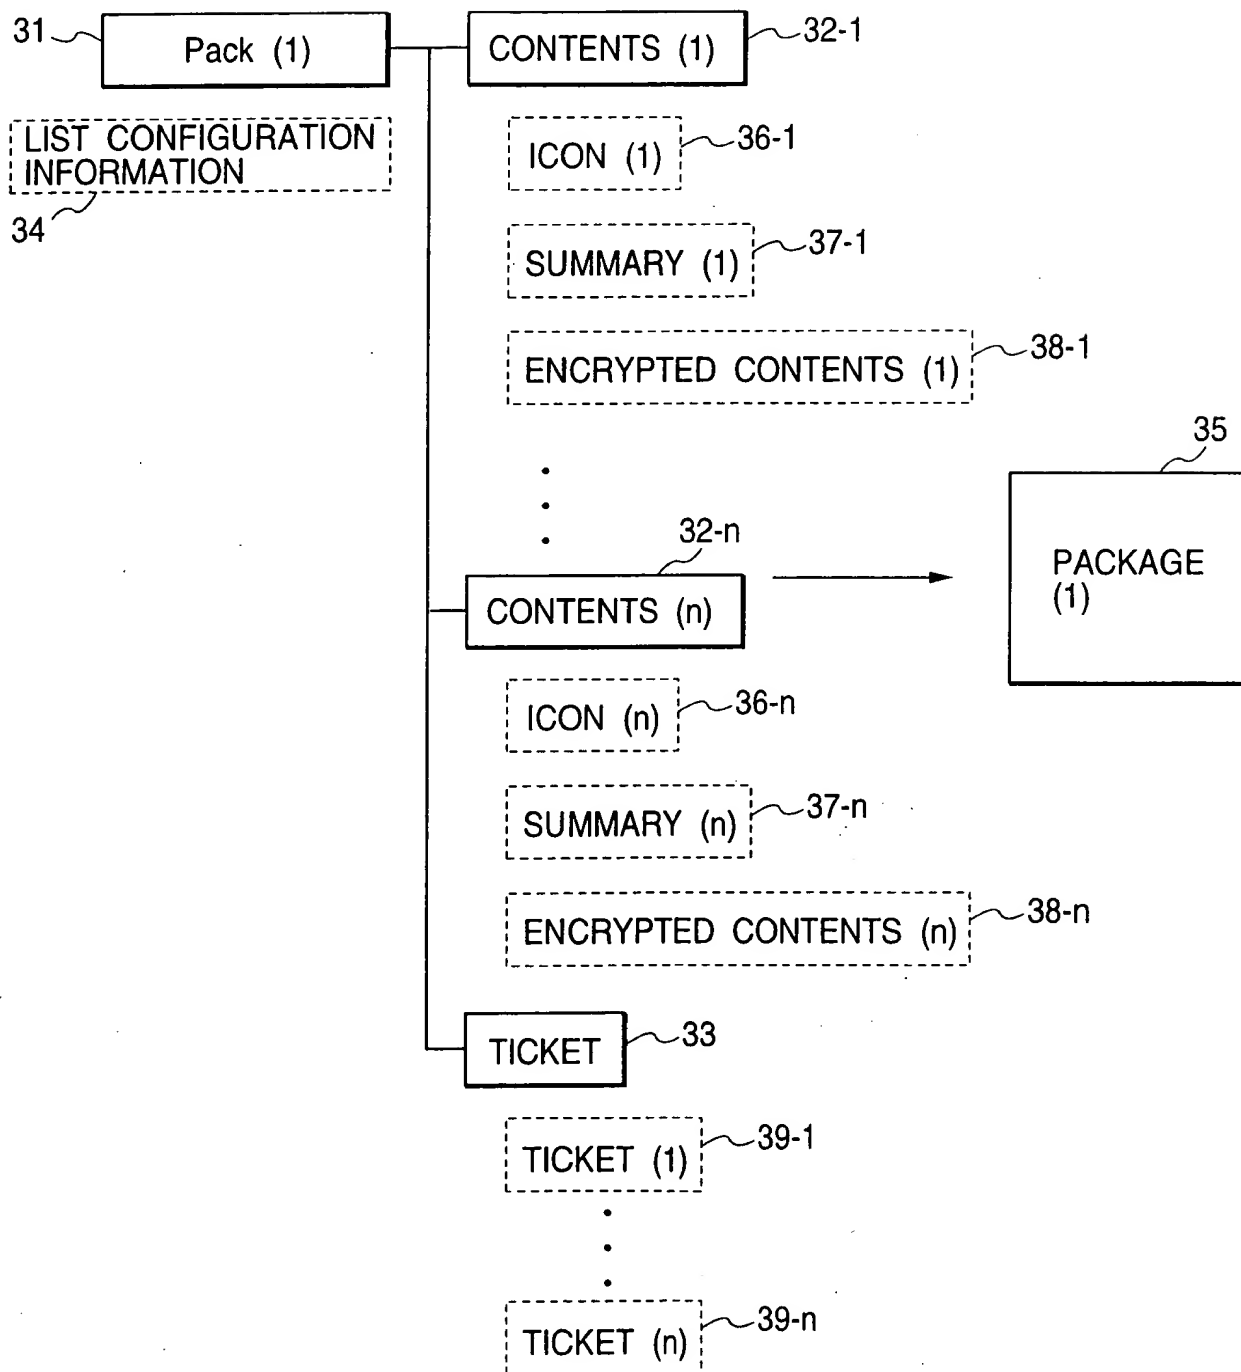 31
Pack (1)
CONTENTS (1)
32-1
LIST CONFIGURATION
INFORMATION
34
ICON (1)
36-1
SUMMARY (1)
37-1
ENCRYPTED CONTENTS (1)
38-1
32-n
CONTENTS (n)
35
PACKAGE
(1)
ICON (n)
36-n
SUMMARY (n)
37-n
ENCRYPTED CONTENTS (n)
38-n
TICKET
33
TICKET (1)
39-1
TICKET (n)
39-n